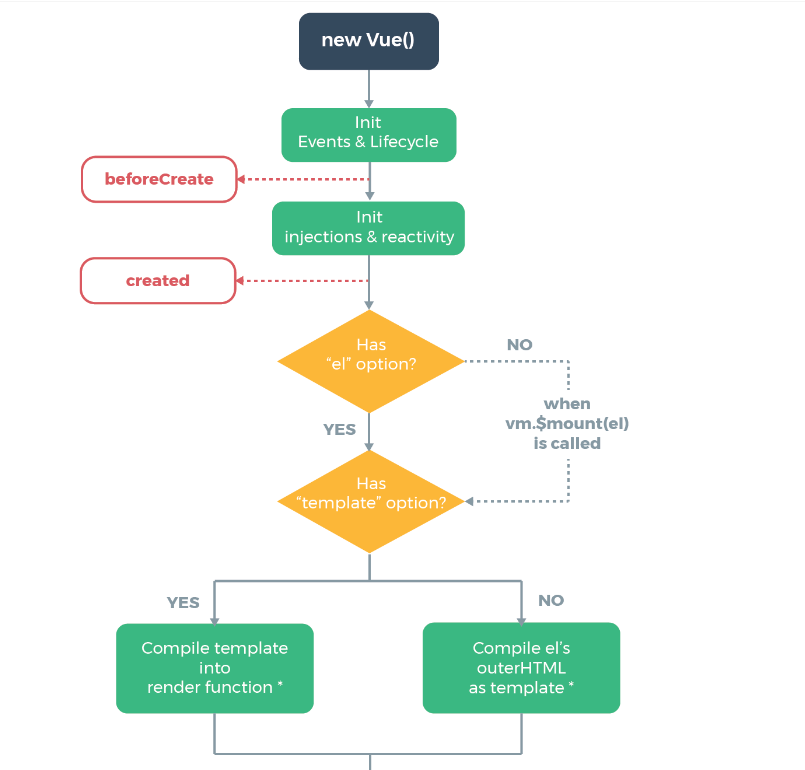 new Vue()
Init
Events & Lifecycle
beforeCreate
Init
injections & reactivity
created
Has
“el” option?
NO
when
vm.$mount(el)
is called
YES
Has
“template” option?
YES
NO
Compile template
into
render function *
Compile el’s
outerHTML
as template *